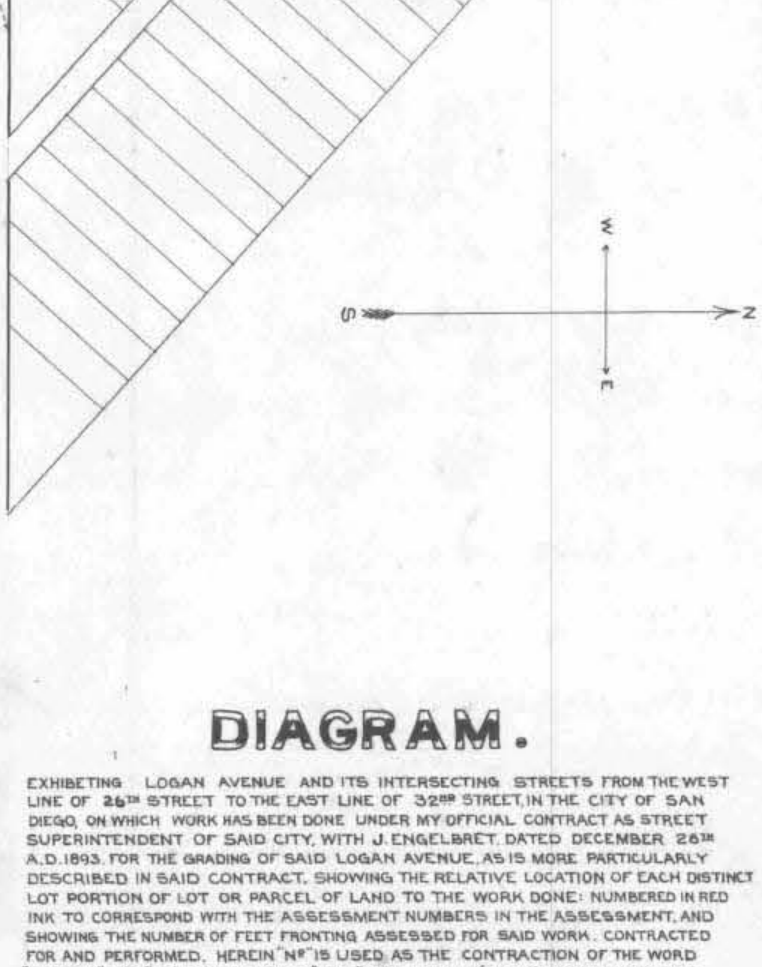 W
S
N
E
DIAGRAM.
EXHIBETING LOGAN AVENUE AND ITS INTERSECTING STREETS FROM THE WEST
LINE OF 26TH STREET TO THE EAST LINE OF 32ND STREET, IN THE CITY OF SAN
DIEGO, ON WHICH WORK HAS BEEN DONE UNDER MY OFFICIAL CONTRACT AS STREET
SUPERINTENDENT OF SAID CITY, WITH J. ENGELBRET. DATED DECEMBER 26TH
A.D. 1893. FOR THE GRADING OF SAID LOGAN AVENUE, AS IS MORE PARTICULARLY
DESCRIBED IN SAID CONTRACT, SHOWING THE RELATIVE LOCATION OF EACH DISTINCT
LOT PORTION OF LOT OR PARCEL OF LAND TO THE WORK DONE: NUMBERED IN RED
INK TO CORRESPOND WITH THE ASSESSMENT NUMBERS IN THE ASSESSMENT, AND
SHOWING THE NUMBER OF FEET FRONTING ASSESSED FOR SAID WORK. CONTRACTED
FOR AND PERFORMED. HEREIN "No" IS USED AS THE CONTRACTION OF THE WORD